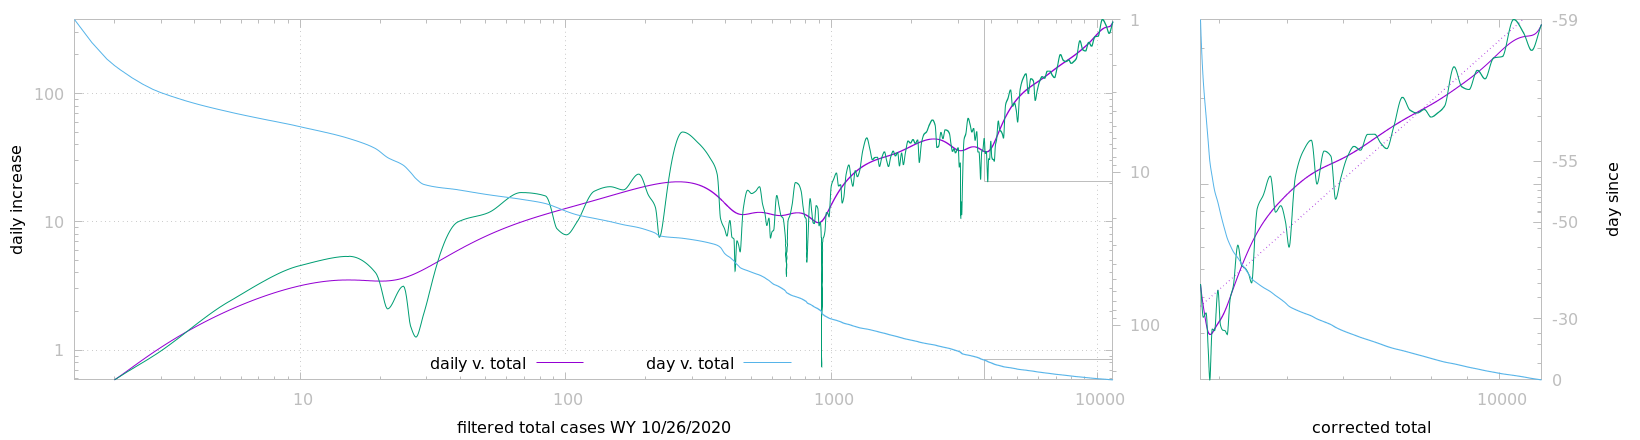 1
-59
100
daily increase
-55
10
10
-50
day since
100
-30
1
daily v. total
day v. total
0
10
100
1000
10000
10000
filtered total cases WY 10/26/2020
corrected total